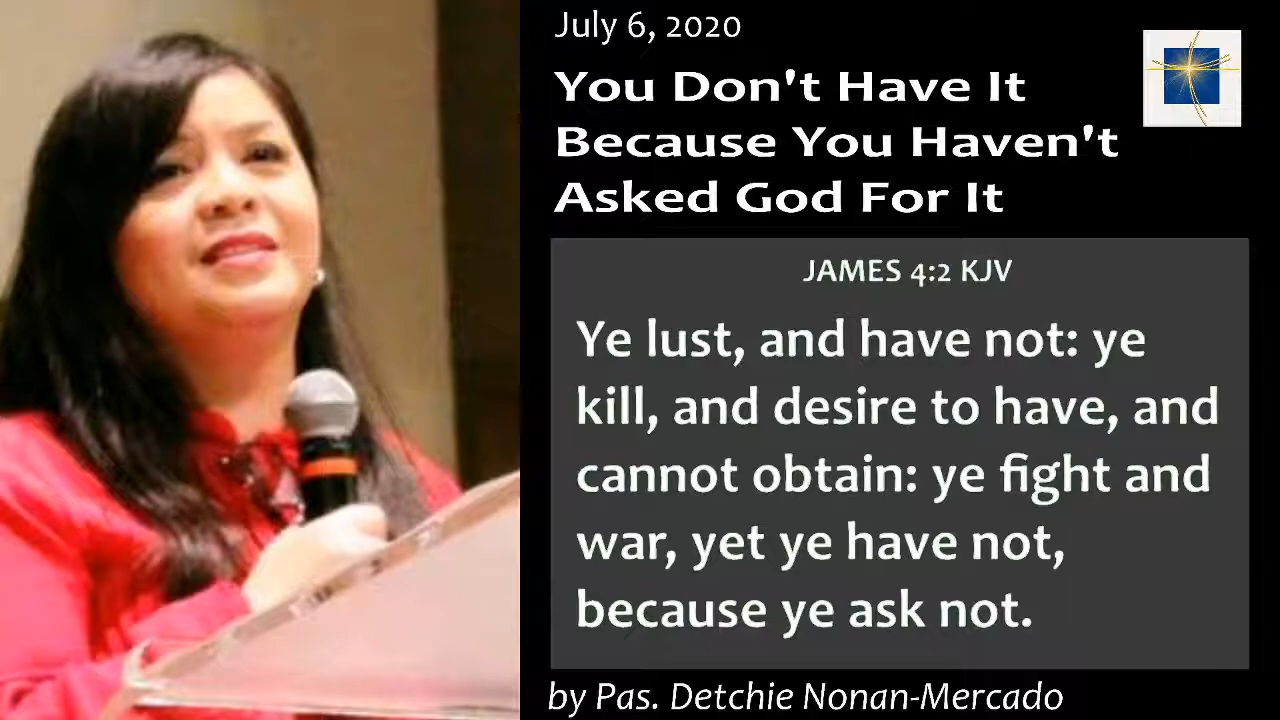 July 6, 2020
You Don't Have It
Because You Haven't
Asked God For It
JAMES 4:2 KJV
Ye lust, and have not: ye
kill, and desire to have, and
cannot obtain: ye fight and
war, yet ye have not,
because ye ask not.
by Pas. Detchie Nonan-Mercado